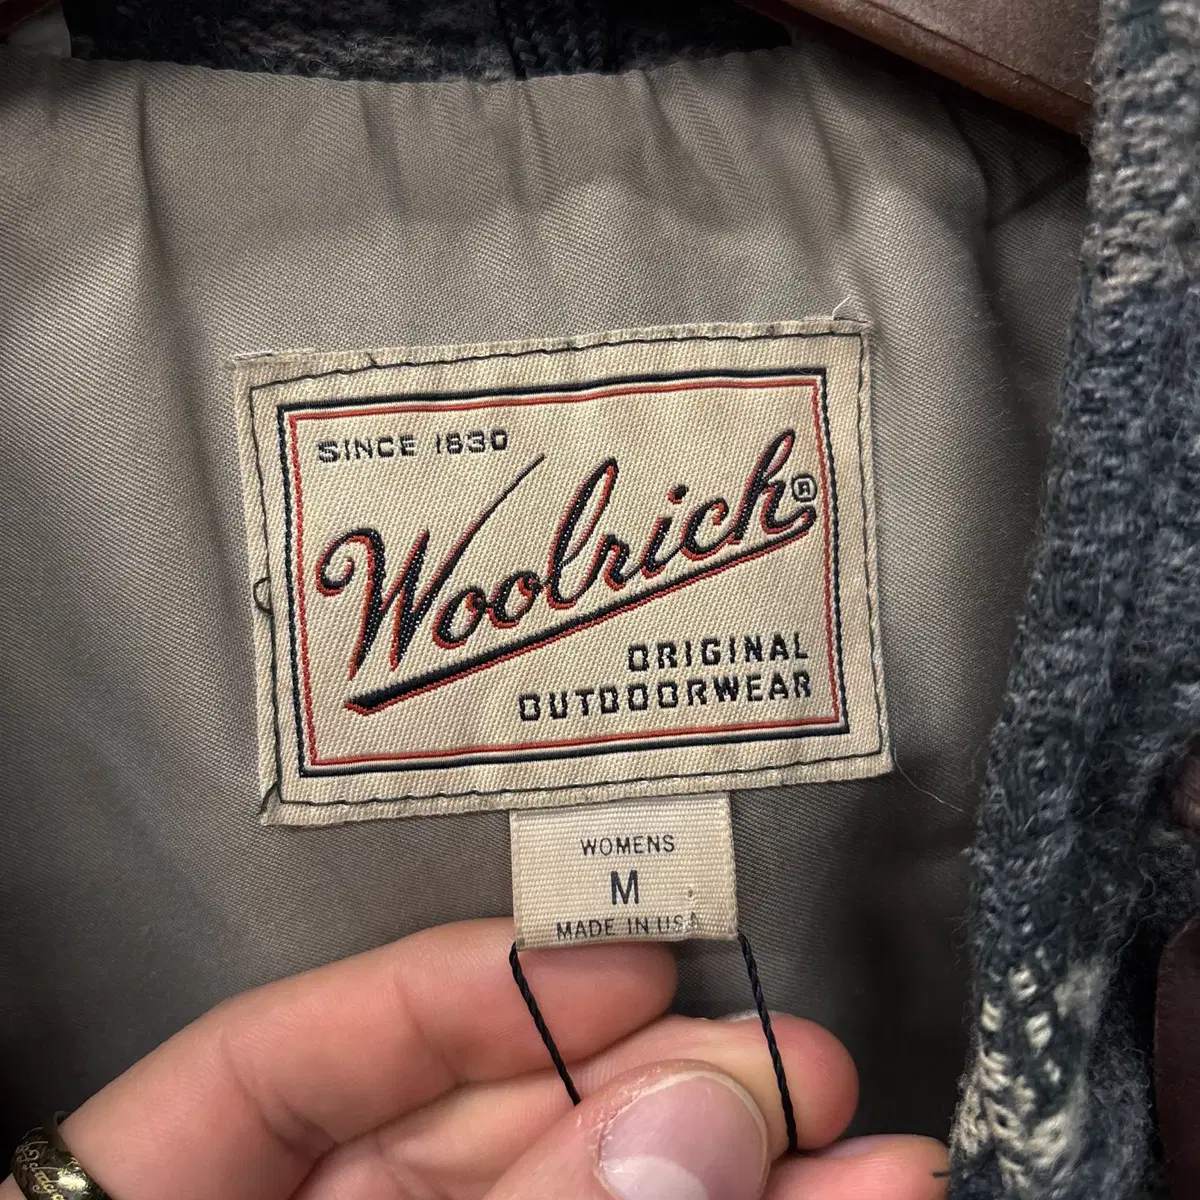 SINCE 1830
Woolrich®
ORIGINAL
OUTDOORWEAR
WOMENS
M
MADE IN USA